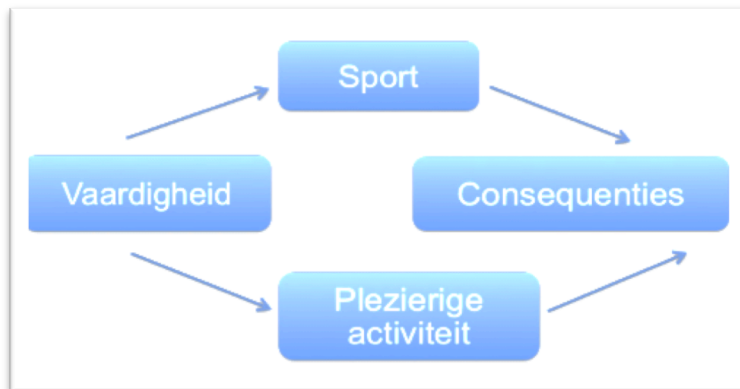 Sport
Vaardigheid
Consequenties
Plezierige
activiteit